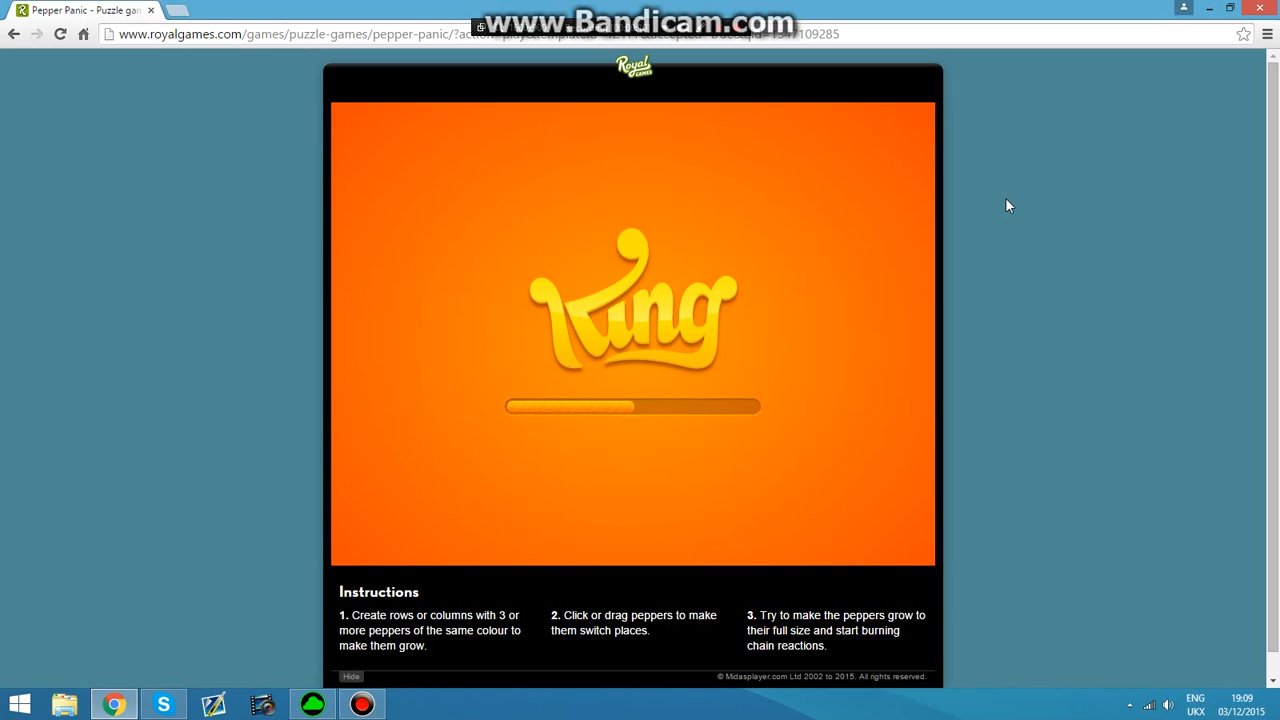 Pepper Panic - Puzzle gan
www.Bandicam.com
www.royalgames.com/games/puzzle-games/pepper-panic/?
Royal
GAMES
King
Instructions
1. Create rows or columns with 3 or
more peppers of the same colour to
make them grow.
2. Click or drag peppers to make
them switch places.
3. Try to make the peppers grow to
their full size and start burning
chain reactions.
Hide
© Midasplayer.com Ltd 2002 to 2015. All rights reserved.
ENG
UKX
19:09
03/12/2015